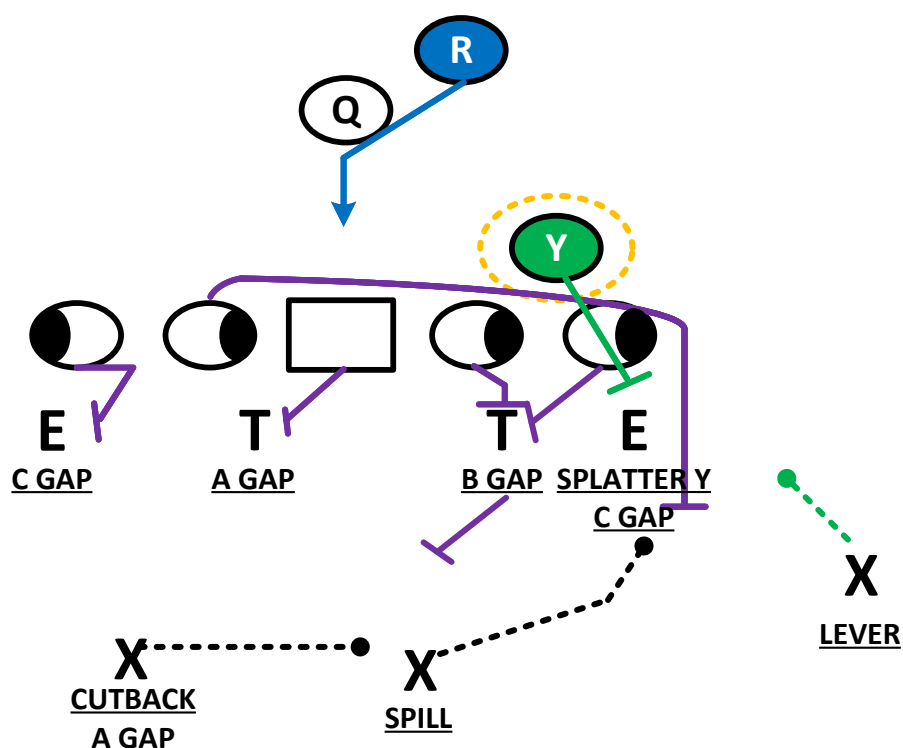 R
Q
Y
E T T E
C GAP A GAP B GAP SPLATTER Y
C GAP
X
LEVER
X X
CUTBACK SPILL
A GAP